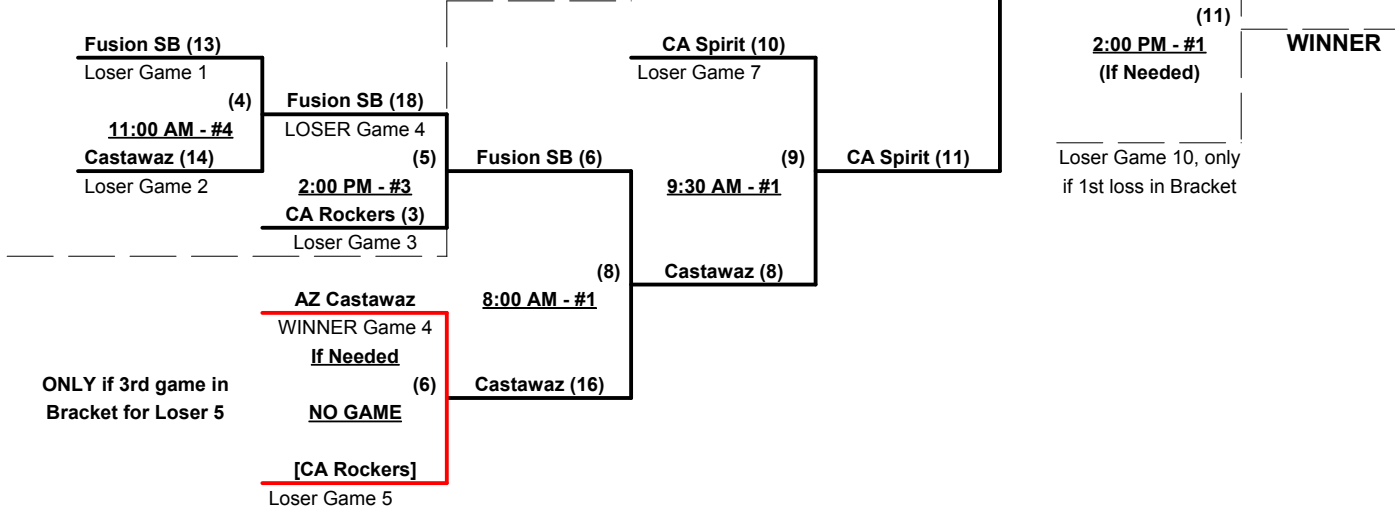 (11)
Fusion SB (13)
CA Spirit (10)
2:00 PM - #1
WINNER
Loser Game 1
Loser Game 7
(If Needed)
(4)
Fusion SB (18)
11:00 AM - #4
LOSER Game 4
Castawaz (14)
(5)
Fusion SB (6)
(9)
CA Spirit (11)
Loser Game 10, only
if 1st loss in Bracket
Loser Game 2
2:00 PM - #3
9:30 AM - #1
CA Rockers (3)
Loser Game 3
(8)
Castawaz (8)
AZ Castawaz
8:00 AM - #1
WINNER Game 4
If Needed
ONLY if 3rd game in
Bracket for Loser 5
(6)
Castawaz (16)
NO GAME
[CA Rockers]
Loser Game 5